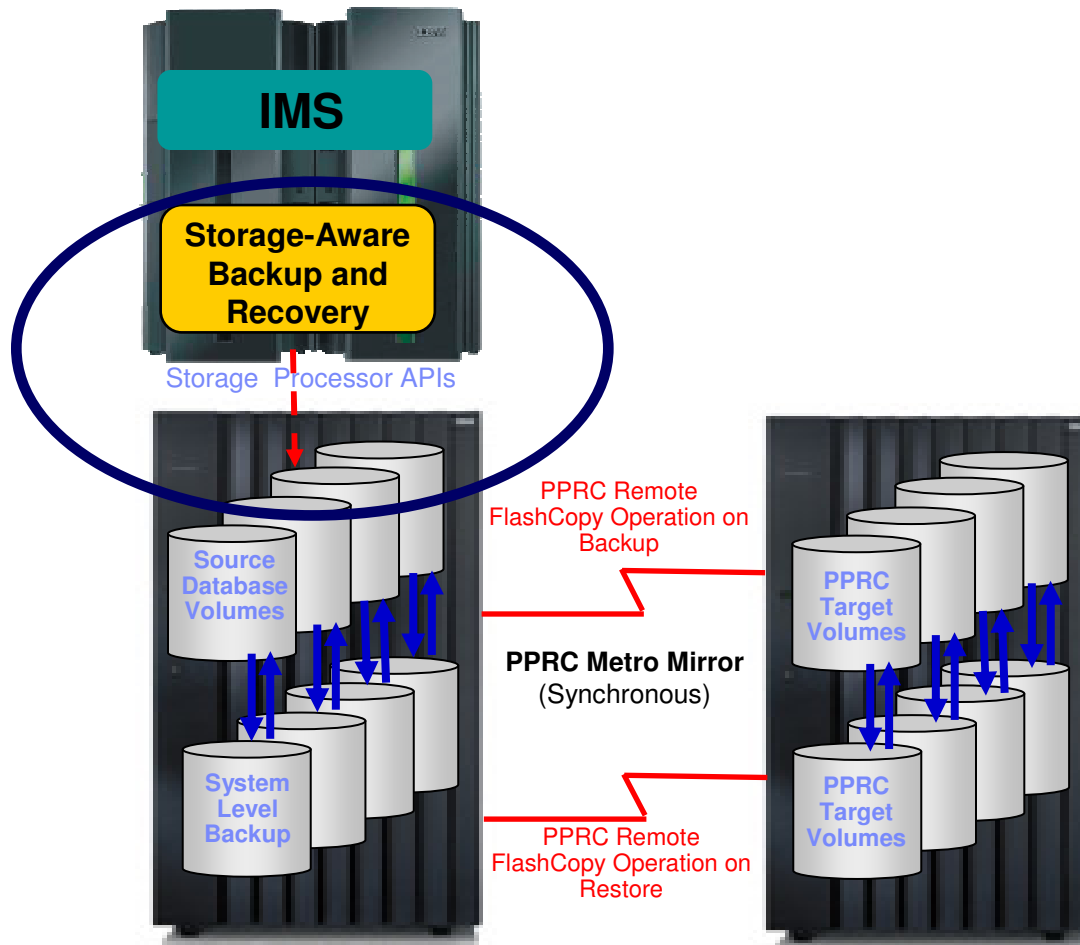 IMS
Storage-Aware
Backup and
Recovery
Storage Processor APIs
PPRC Remote
FlashCopy Operation on
Backup
Source
Database
Volumes
PPRC
Target
Volumes
PPRC Metro Mirror
(Synchronous)
System
Level
Backup
PPRC
Target
Volumes
PPRC Remote
FlashCopy Operation on
Restore